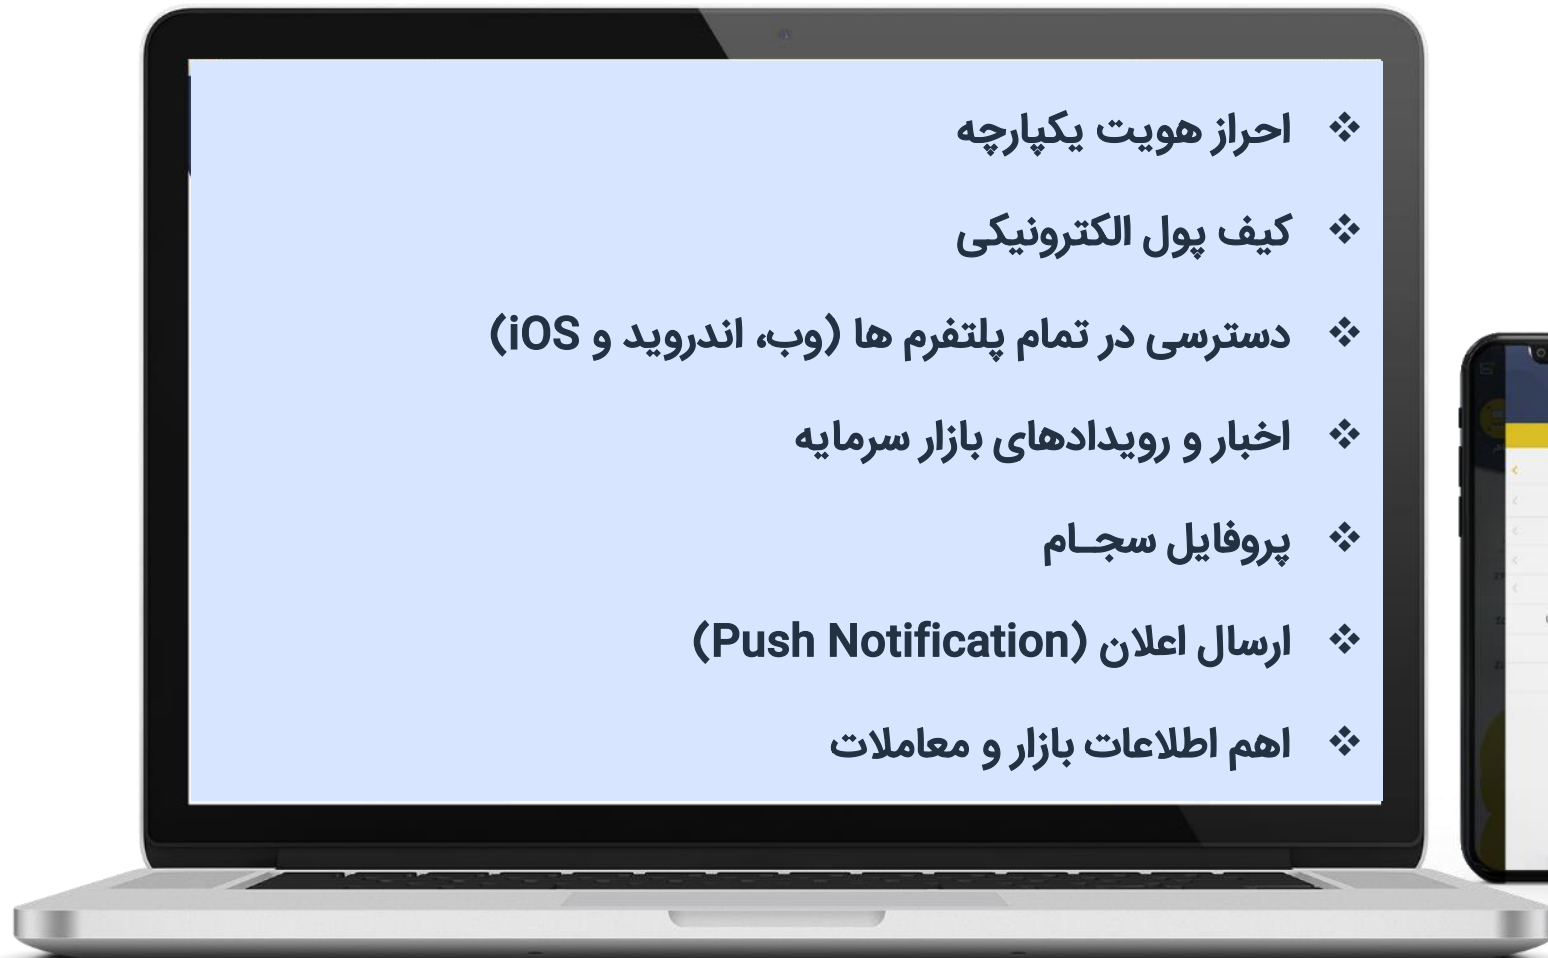 ❖ احراز هویت یکپارچه
❖ کیف پول الکترونیکی
❖ دسترسی در تمام پلتفرم ها (وب، اندروید و iOS)
❖ اخبار و رویدادهای بازار سرمایه
❖ پروفایل سجــام
❖ ارسال اعلان (Push Notification)
❖ اهم اطلاعات بازار و معاملات